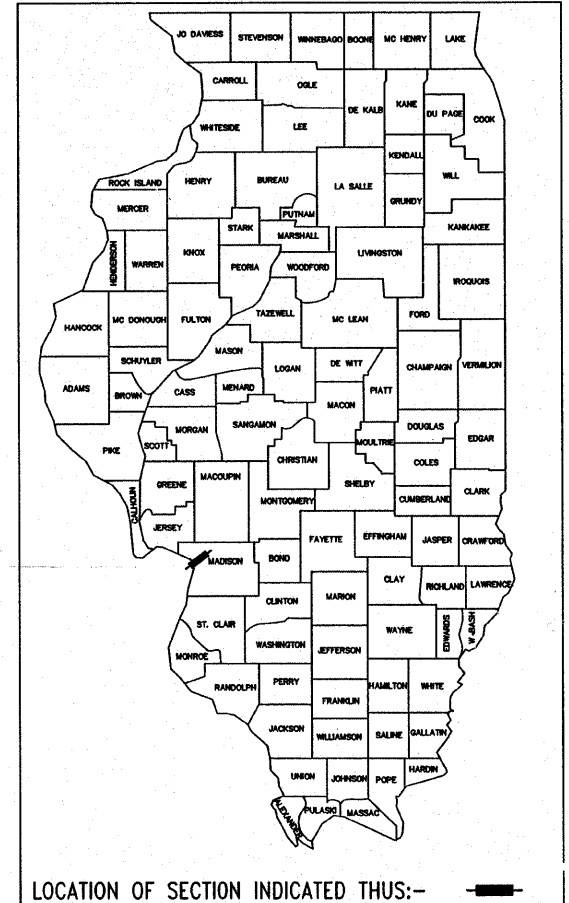 JO DAVIESS STEVENSON WINNEBAGO BOONE MC HENRY LAKE
CARROLL OGLE
DE KALB KANE DU PAGE COOK
WHITESIDE LEE
KENDALL WILL
ROCK ISLAND HENRY BUREAU LA SALLE
MERCER PUTNAM GRUNDY
STARK MARSHALL KANKAKEE
HENDERSON WARREN KNOX PEORIA WOODFORD LIVINGSTON IROQUOIS
HANCOCK MC DONOUGH FULTON TAZEWELL MC LEAN FORD
MASON
SCHUYLER LOGAN DE WITT CHAMPAIGN VERMILION
ADAMS BROWN CASS MENARD PIATT
MACON
MORGAN SANGAMON DOUGLAS
PIKE SCOTT CHRISTIAN MOULTRIE COLES EDGAR
GREENE MACOUPIN SHELBY CLARK
CALHOUN MONTGOMERY CUMBERLAND
JERSEY FAYETTE EFFINGHAM JASPER CRAWFORD
MADISON BOND
CLAY RICHLAND LAWRENCE
CLINTON MARION
ST. CLAIR WAYNE EDWARDS W-BASH
WASHINGTON JEFFERSON
MONROE
RANDOLPH PERRY HAMILTON WHITE
FRANKLIN
JACKSON WILLIAMSON SALINE GALLATIN
HARDIN
UNION JOHNSON POPE
ALEXANDER PULASKI MASSAC
LOCATION OF SECTION INDICATED THUS:-